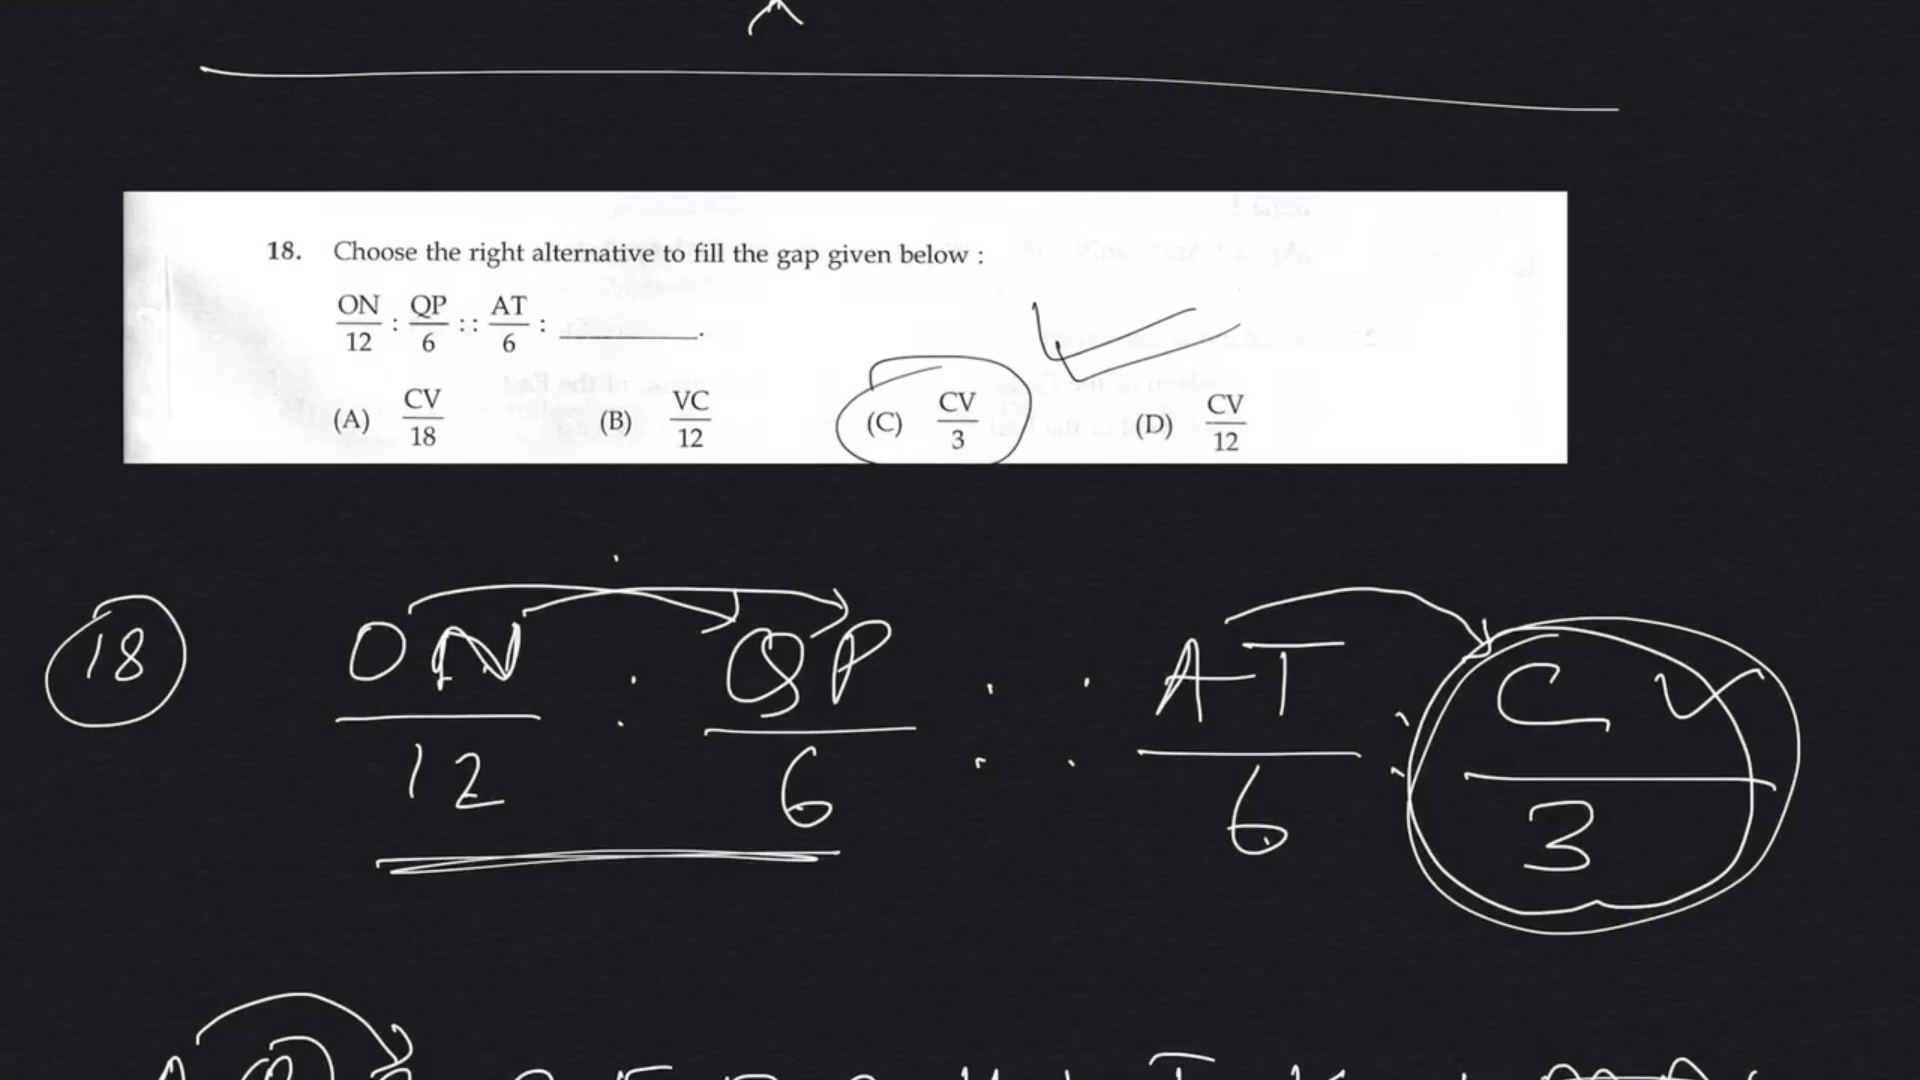 18. Choose the right alternative to fill the gap given below :
ON/12 : QP/6 :: AT/6 : ________.
(A) CV/18 (B) VC/12 (C) CV/3 (D) CV/12
18 ON/12 : QP/6 :: AT/6 : CV/3